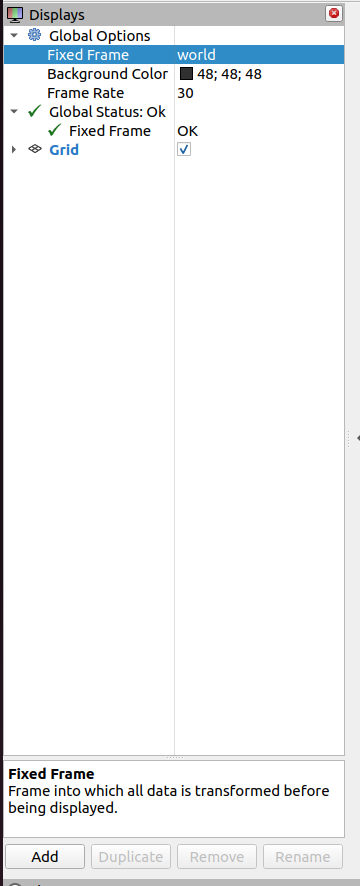 Displays
Global Options
Fixed Frame world
Background Color 48; 48; 48
Frame Rate 30
Global Status: Ok
Fixed Frame OK
Grid
Fixed Frame
Frame into which all data is transformed before
being displayed.
Add Duplicate Remove Rename